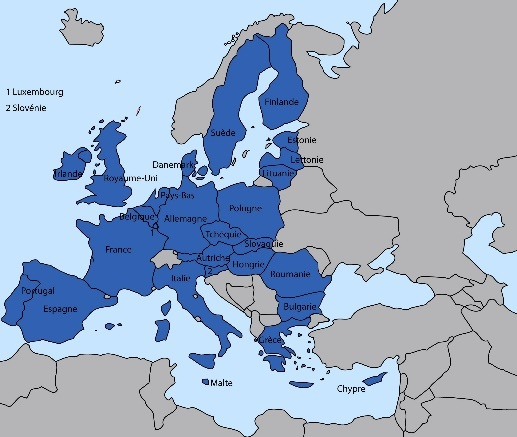 1 Luxembourg
2 Slovénie
Finlande
Suède
Estonie
Lettonie
Lituanie
Danemark
Irlande
Royaume-Uni
Pays-Bas
Belgique
Allemagne
Pologne
Tchéquie
Slovaquie
France
Autriche
Hongrie
Italie
Roumanie
Bulgarie
Portugal
Espagne
Grèce
Malte
Chypre